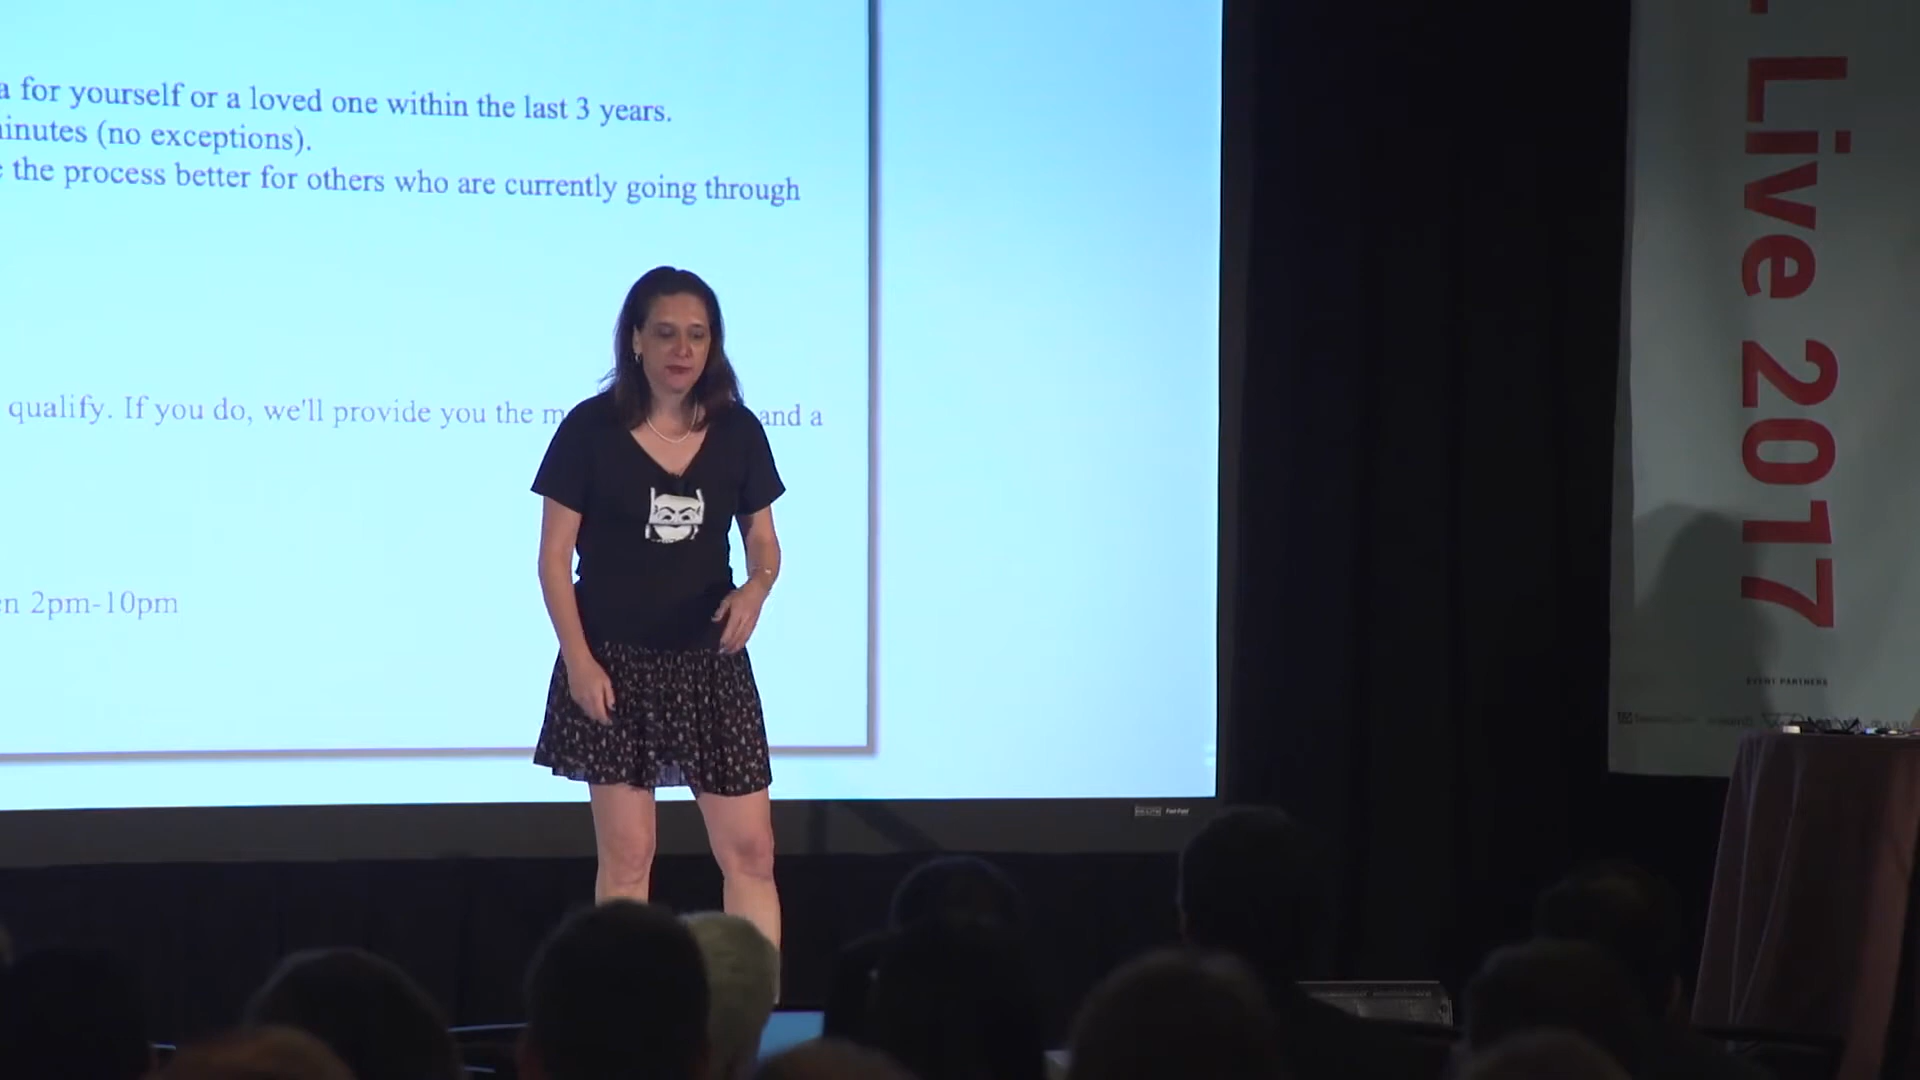 a for yourself or a loved one within the last 3 years.
inutes (no exceptions).
the process better for others who are currently going through
qualify. If you do, we'll provide you the m
and a
n 2pm-10pm
Live 2017
EVENT PARTNERS